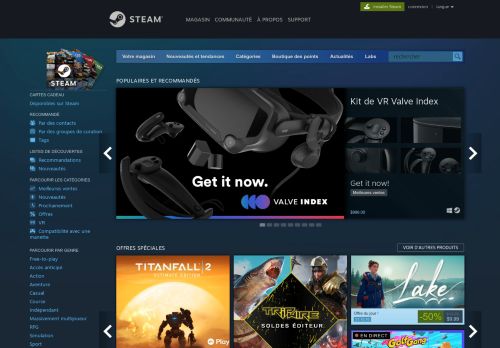 STEAM
MAGASIN COMMUNAUTÉ À PROPOS SUPPORT
Installer Steam connexion | langue
Votre magasin Nouveautés et tendances Catégories Boutique des points Actualités Labs
rechercher
STEAM
CARTES CADEAU
Disponibles sur Steam
RECOMMANDÉ
Par des contacts
Par des groupes de curation
Tags
LISTES DE DÉCOUVERTES
Recommandations
Nouveautés
PARCOURIR LES CATÉGORIES
Meilleures ventes
Nouveautés
Prochainement
Offres
VR
Compatibilité avec une manette
PARCOURIR PAR GENRE
Free-to-play
Accès anticipé
Action
Aventure
Casual
Course
Indépendant
Massivement multijoueur
RPG
Simulation
Sport
POPULAIRES ET RECOMMANDÉS
Get it now.
VALVE INDEX
Kit de VR Valve Index
Get it now!
Meilleures ventes
$999.00
OFFRES SPÉCIALES
VOIR D'AUTRES PRODUITS
TITANFALL 2
ULTIMATE EDITION
EA Play
TRIPWIRE
SOLDES ÉDITEUR
Lake
Offre du jour !
-50%
$9.99
EN DIRECT
Golf Gang